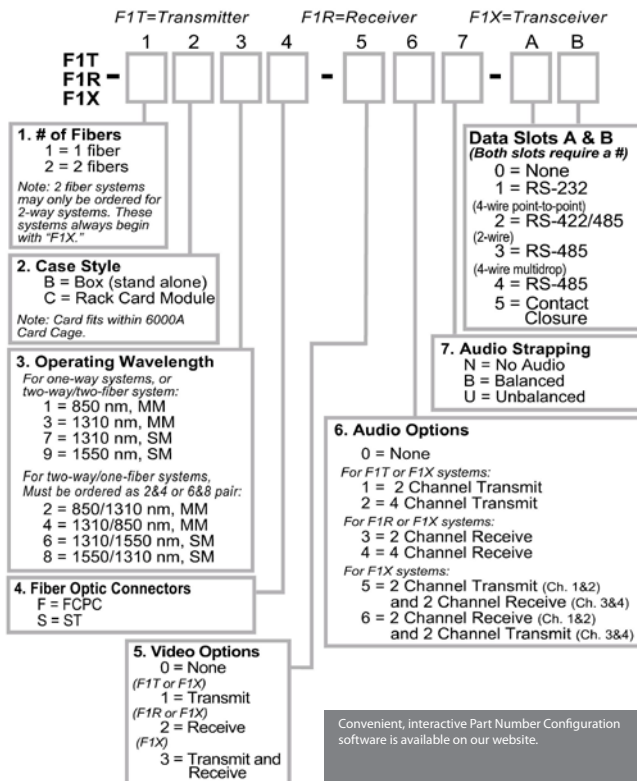 F1T=Transmitter F1R=Receiver F1X=Transceiver
1 2 3 4 5 6 7 A B
F1T
F1R - - -
F1X
1. # of Fibers
1 = 1 fiber
2 = 2 fibers
Note: 2 fiber systems
may only be ordered for
2-way systems. These
systems always begin
with "F1X."
2. Case Style
B = Box (stand alone)
C = Rack Card Module
Note: Card fits within 6000A
Card Cage.
3. Operating Wavelength
For one-way systems, or
two-way/two-fiber system:
1 = 850 nm, MM
3 = 1310 nm, MM
7 = 1310 nm, SM
9 = 1550 nm, SM
For two-way/one-fiber systems,
Must be ordered as 2&4 or 6&8 pair:
2 = 850/1310 nm, MM
4 = 1310/850 nm, MM
6 = 1310/1550 nm, SM
8 = 1550/1310 nm, SM
4. Fiber Optic Connectors
F = FCPC
S = ST
5. Video Options
0 = None
(F1T or F1X)
1 = Transmit
(F1R or F1X)
2 = Receive
(F1X)
3 = Transmit and
Receive
Data Slots A & B
(Both slots require a #)
0 = None
1 = RS-232
(4-wire point-to-point)
2 = RS-422/485
(2-wire)
3 = RS-485
(4-wire multidrop)
4 = RS-485
5 = Contact
Closure
7. Audio Strapping
N = No Audio
B = Balanced
U = Unbalanced
6. Audio Options
0 = None
For F1T or F1X systems:
1 = 2 Channel Transmit
2 = 4 Channel Transmit
For F1R or F1X systems:
3 = 2 Channel Receive
4 = 4 Channel Receive
For F1X systems:
5 = 2 Channel Transmit (Ch. 1&2)
and 2 Channel Receive (Ch. 3&4)
6 = 2 Channel Receive (Ch. 1&2)
and 2 Channel Transmit (Ch. 3&4)
Convenient, interactive Part Number Configuration
software is available on our website.